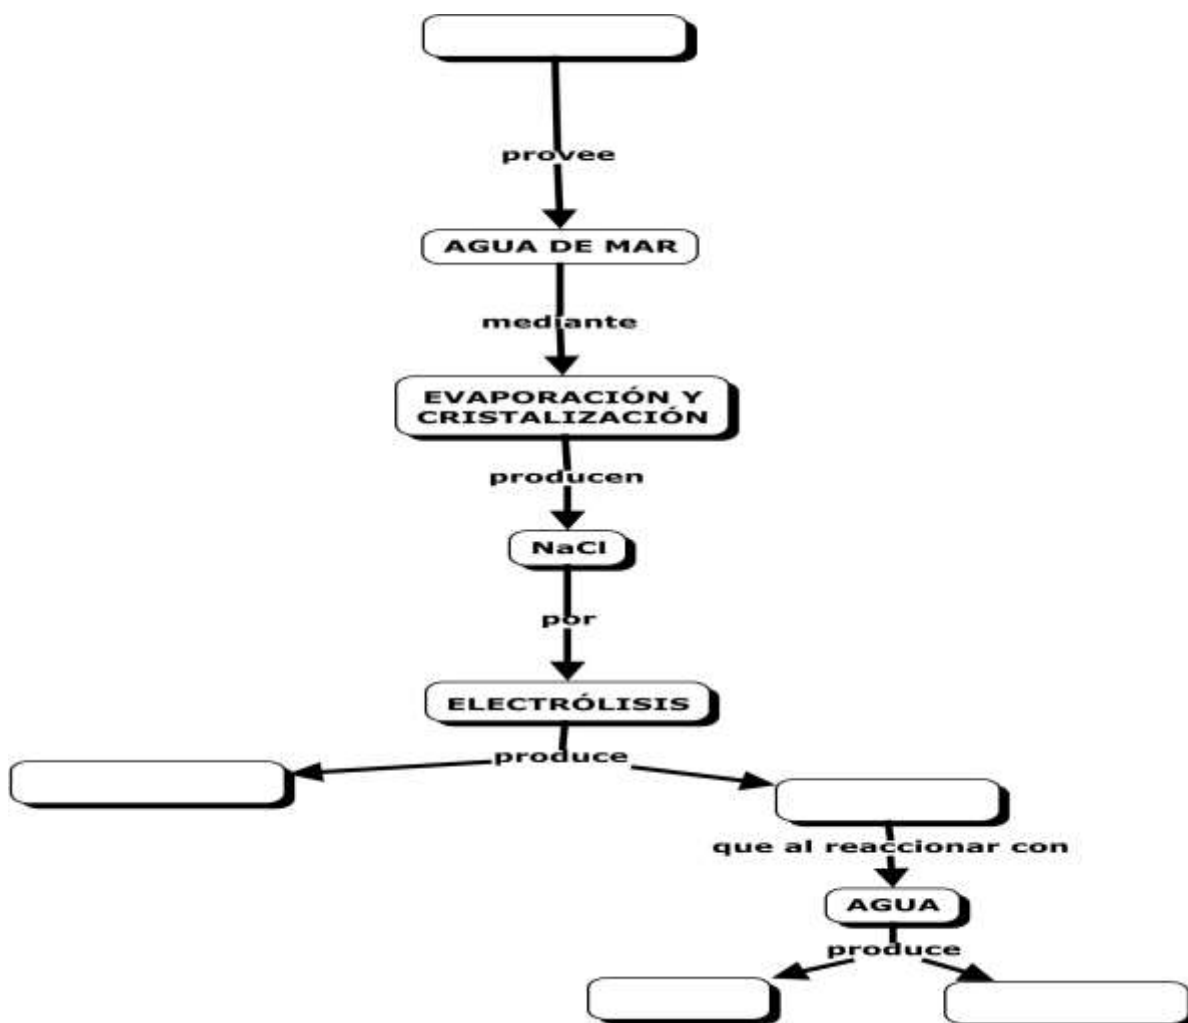 provee
AGUA DE MAR
mediante
EVAPORACIÓN Y
CRISTALIZACIÓN
producen
NaCl
por
ELECTRÓLISIS
produce
que al reaccionar con
AGUA
produce